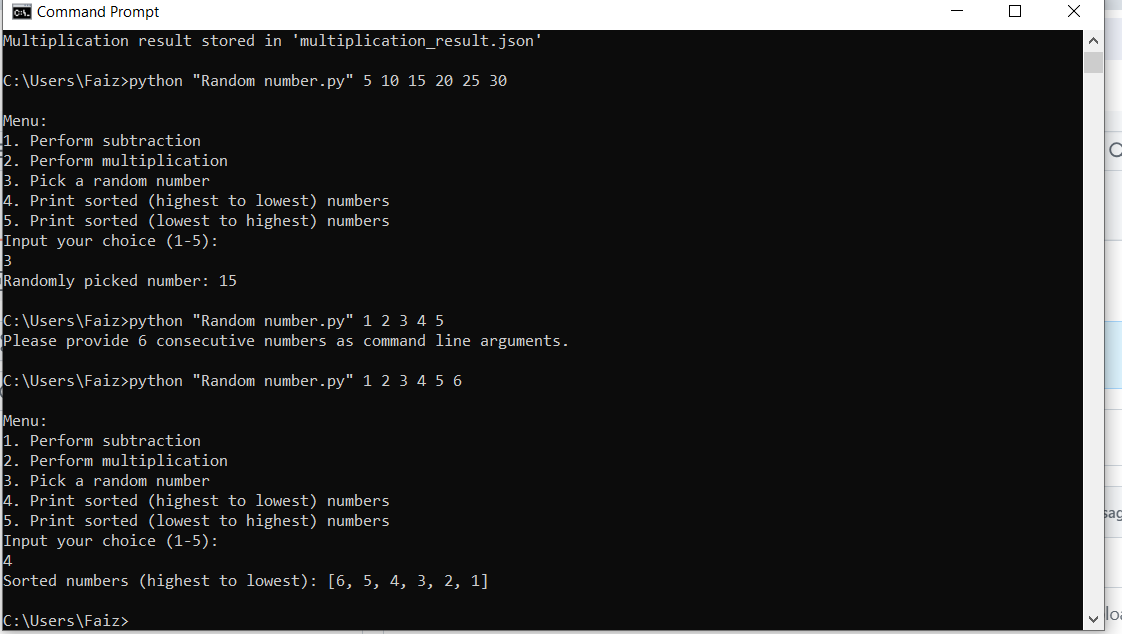 Command Prompt
Multiplication result stored in 'multiplication_result.json'
C:\Users\Faiz>python "Random number.py" 5 10 15 20 25 30
Menu:
1. Perform subtraction
2. Perform multiplication
3. Pick a random number
4. Print sorted (highest to lowest) numbers
5. Print sorted (lowest to highest) numbers
Input your choice (1-5):
3
Randomly picked number: 15
C:\Users\Faiz>python "Random number.py" 1 2 3 4 5
Please provide 6 consecutive numbers as command line arguments.
C:\Users\Faiz>python "Random number.py" 1 2 3 4 5 6
Menu:
1. Perform subtraction
2. Perform multiplication
3. Pick a random number
4. Print sorted (highest to lowest) numbers
5. Print sorted (lowest to highest) numbers
Input your choice (1-5):
4
Sorted numbers (highest to lowest): [6, 5, 4, 3, 2, 1]
C:\Users\Faiz>